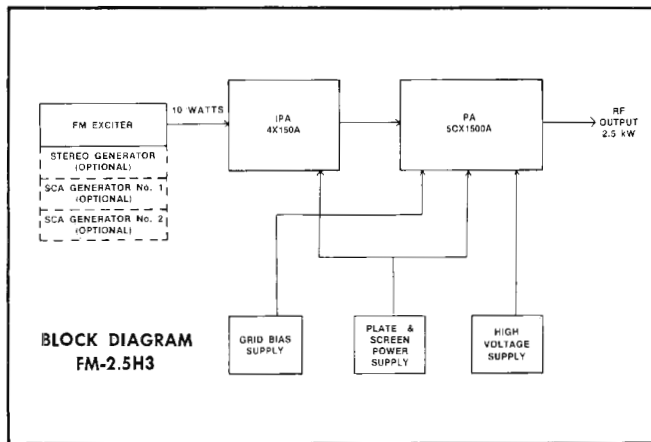 10 WATTS
FM EXCITER
STEREO GENERATOR
(OPTIONAL)
SCA GENERATOR No. 1
(OPTIONAL)
SCA GENERATOR No. 2
(OPTIONAL)
IPA
4X150A
PA
5CX1500A
RF
OUTPUT
2.5 kW
BLOCK DIAGRAM
FM-2.5H3
GRID BIAS
SUPPLY
PLATE &
SCREEN
POWER
SUPPLY
HIGH
VOLTAGE
SUPPLY